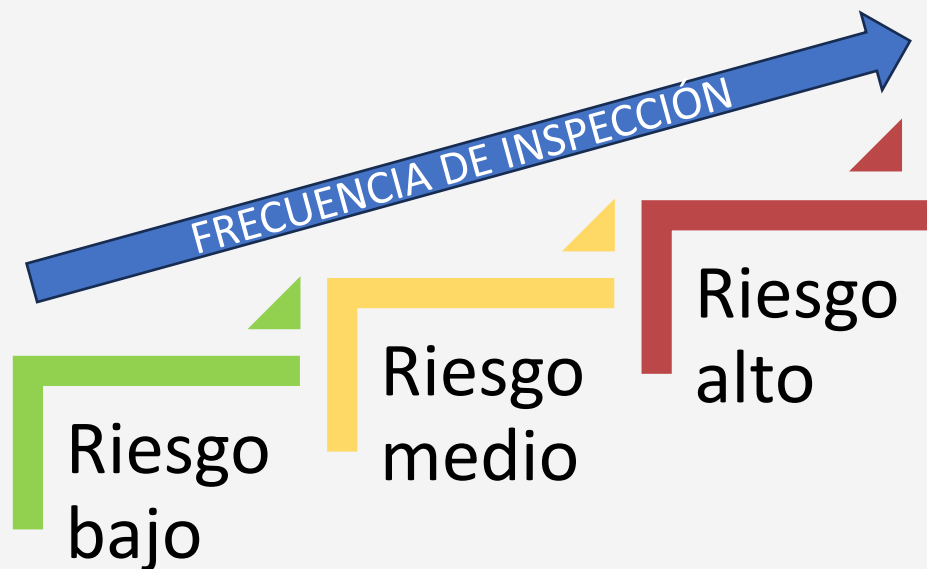 FRECUENCIA DE INSPECCIÓN
Riesgo
bajo
Riesgo
medio
Riesgo
alto